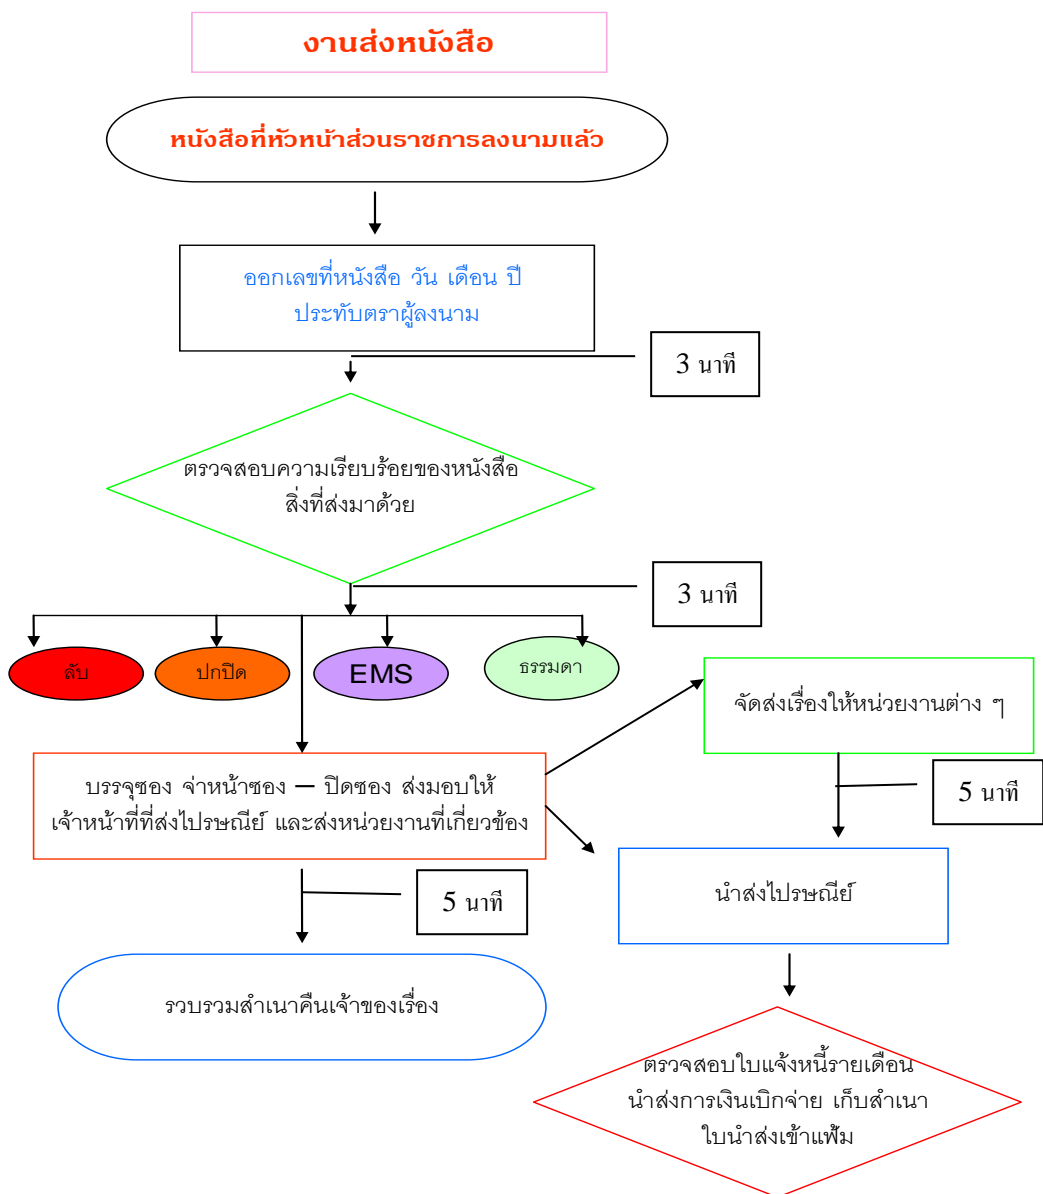 งานส่งหนังสือ
หนังสือที่หัวหน้าส่วนราชการลงนามแล้ว
ออกเลขที่หนังสือ วัน เดือน ปี
ประทับตราผู้ลงนาม
3 นาที
ตรวจสอบความเรียบร้อยของหนังสือ
สิ่งที่ส่งมาด้วย
3 นาที
ลับ
ปกปิด
EMS
ธรรมดา
จัดส่งเรื่องให้หน่วยงานต่าง ๆ
บรรจุซอง จ่าหน้าซอง – ปิดซอง ส่งมอบให้
เจ้าหน้าที่ที่ส่งไปรษณีย์ และส่งหน่วยงานที่เกี่ยวข้อง
5 นาที
นำส่งไปรษณีย์
5 นาที
รวบรวมสำเนาคืนเจ้าของเรื่อง
ตรวจสอบใบแจ้งหนี้รายเดือน
นำส่งการเงินเบิกจ่าย เก็บสำเนา
ใบนำส่งเข้าแฟ้ม